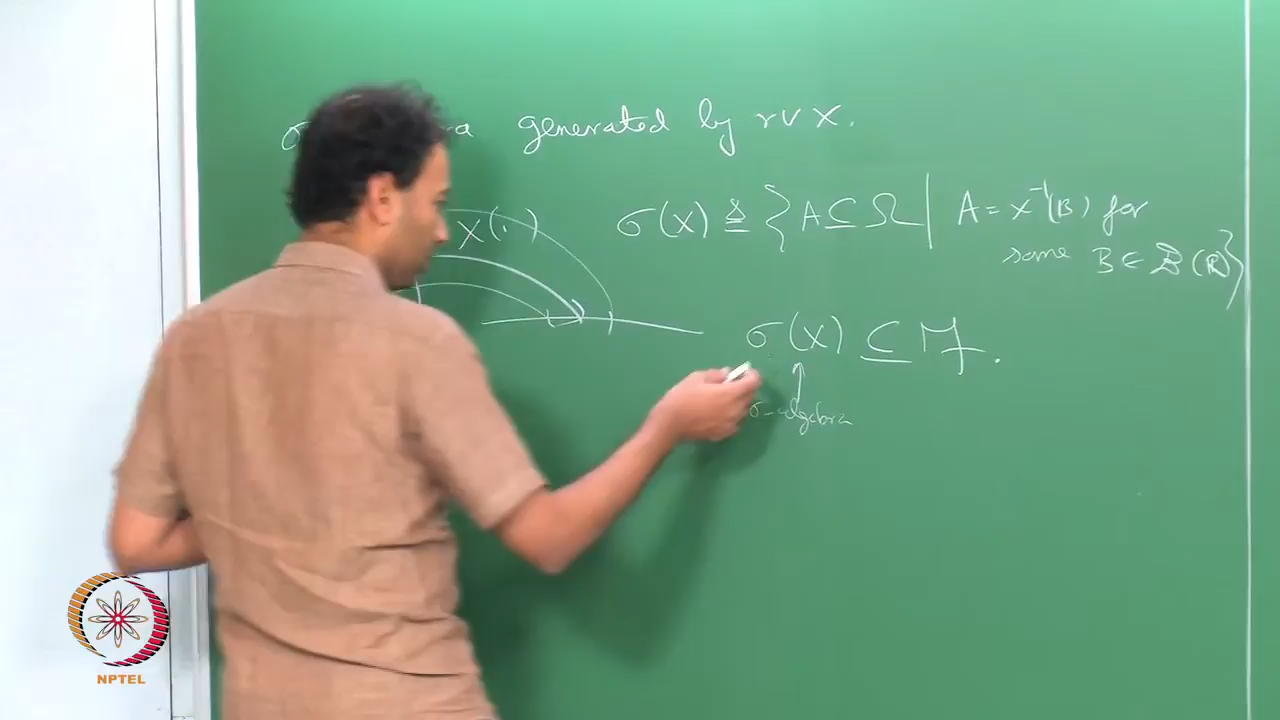 σ generated by rv X.
X(.)
σ(X) ≜ { A ⊆ Ω | A = X⁻¹(B) for
some B ∈ ℬ(ℝ) }
σ(X) ⊆ ℱ.
σ-algebra
NPTEL